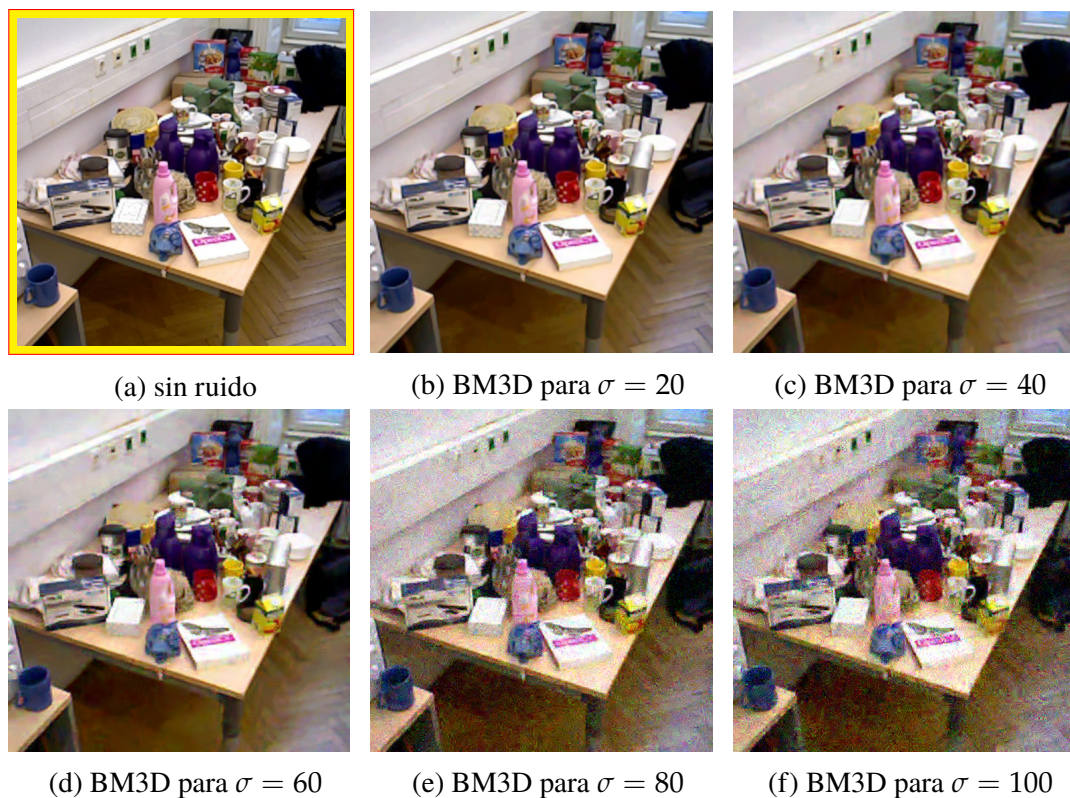 (a) sin ruido
(b) BM3D para σ = 20
(c) BM3D para σ = 40
(d) BM3D para σ = 60
(e) BM3D para σ = 80
(f) BM3D para σ = 100